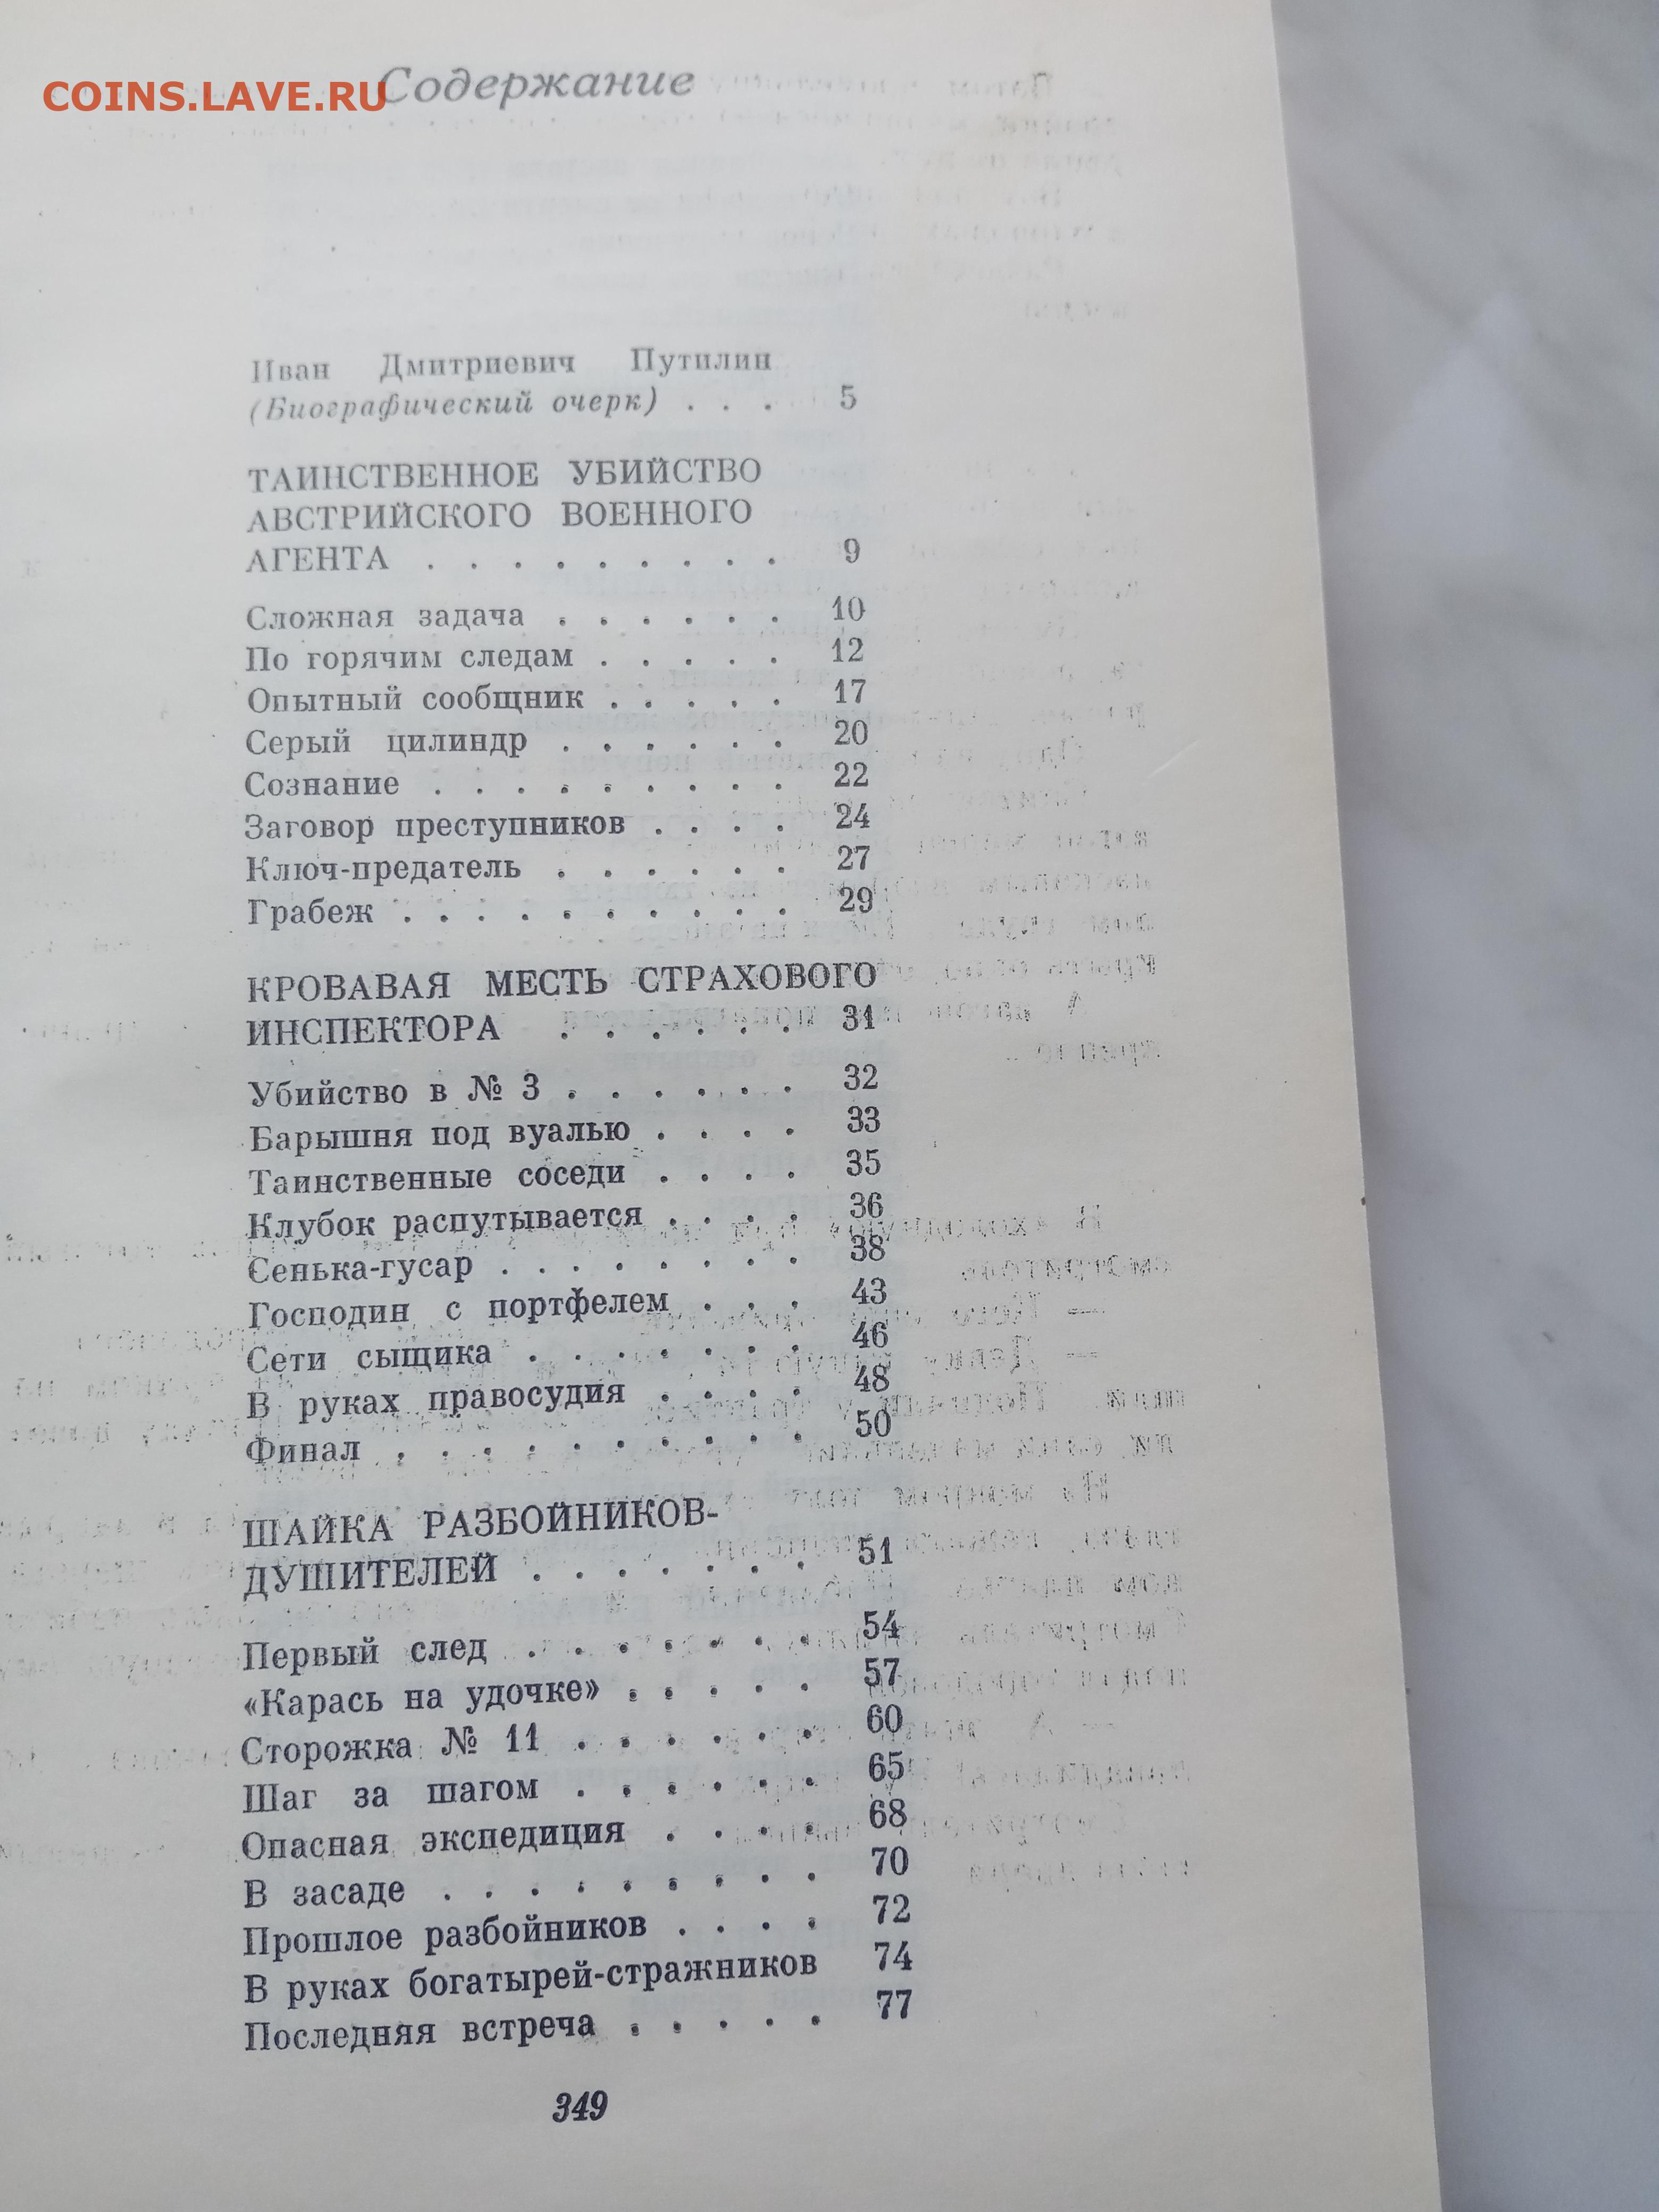 COINS.LAVE.RU
Содержание
Иван Дмитриевич Путилин
(Биографический очерк) . . . 5
ТАИНСТВЕННОЕ УБИЙСТВО
АВСТРИЙСКОГО ВОЕННОГО
АГЕНТА . . . . . . . . . 9
Сложная задача . . . . . . 10
По горячим следам . . . . . 12
Опытный сообщник . . . . . 17
Серый цилиндр . . . . . . 20
Сознание . . . . . . . . . 22
Заговор преступников . . . . 24
Ключ-предатель . . . . . . 27
Грабеж . . . . . . . . . . 29
КРОВАВАЯ МЕСТЬ СТРАХОВОГО
ИНСПЕКТОРА . . . . . . 31
Убийство в № 3 . . . . . . 32
Барышня под вуалью . . . . 33
Таинственные соседи . . . . 35
Клубок распутывается . . . . 36
Сенька-гусар . . . . . . . . 38
Господин с портфелем . . . 43
Сети сыщика . . . . . . . 46
В руках правосудия . . . . 48
Финал . . . . . . . . . . 50
ШАЙКА РАЗБОЙНИКОВ-
ДУШИТЕЛЕЙ . . . . . . . 51
Первый след . . . . . . . 54
«Карась на удочке» . . . . . 57
Сторожка № 11 . . . . . . 60
Шаг за шагом . . . . . . 65
Опасная экспедиция . . . . 68
В засаде . . . . . . . . . 70
Прошлое разбойников . . . . 72
В руках богатырей-стражников 74
Последняя встреча . . . . . 77
349